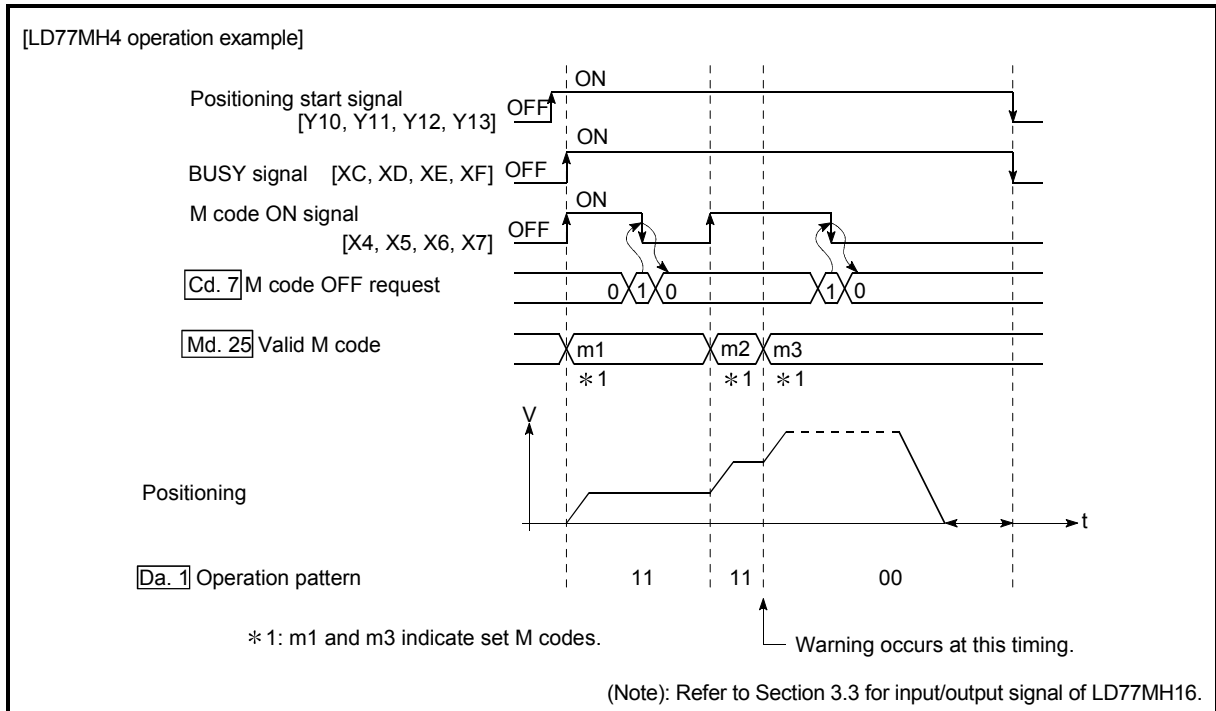 [LD77MH4 operation example]
ON
Positioning start signal
[Y10, Y11, Y12, Y13]
OFF
ON
BUSY signal [XC, XD, XE, XF]
OFF
ON
M code ON signal
[X4, X5, X6, X7]
OFF
Cd. 7 M code OFF request
0 1 0 1 0
Md. 25 Valid M code
m1 m2 m3
＊1 ＊1 ＊1
V
Positioning
t
Da. 1 Operation pattern 11 11 00
＊1: m1 and m3 indicate set M codes.
Warning occurs at this timing.
(Note): Refer to Section 3.3 for input/output signal of LD77MH16.